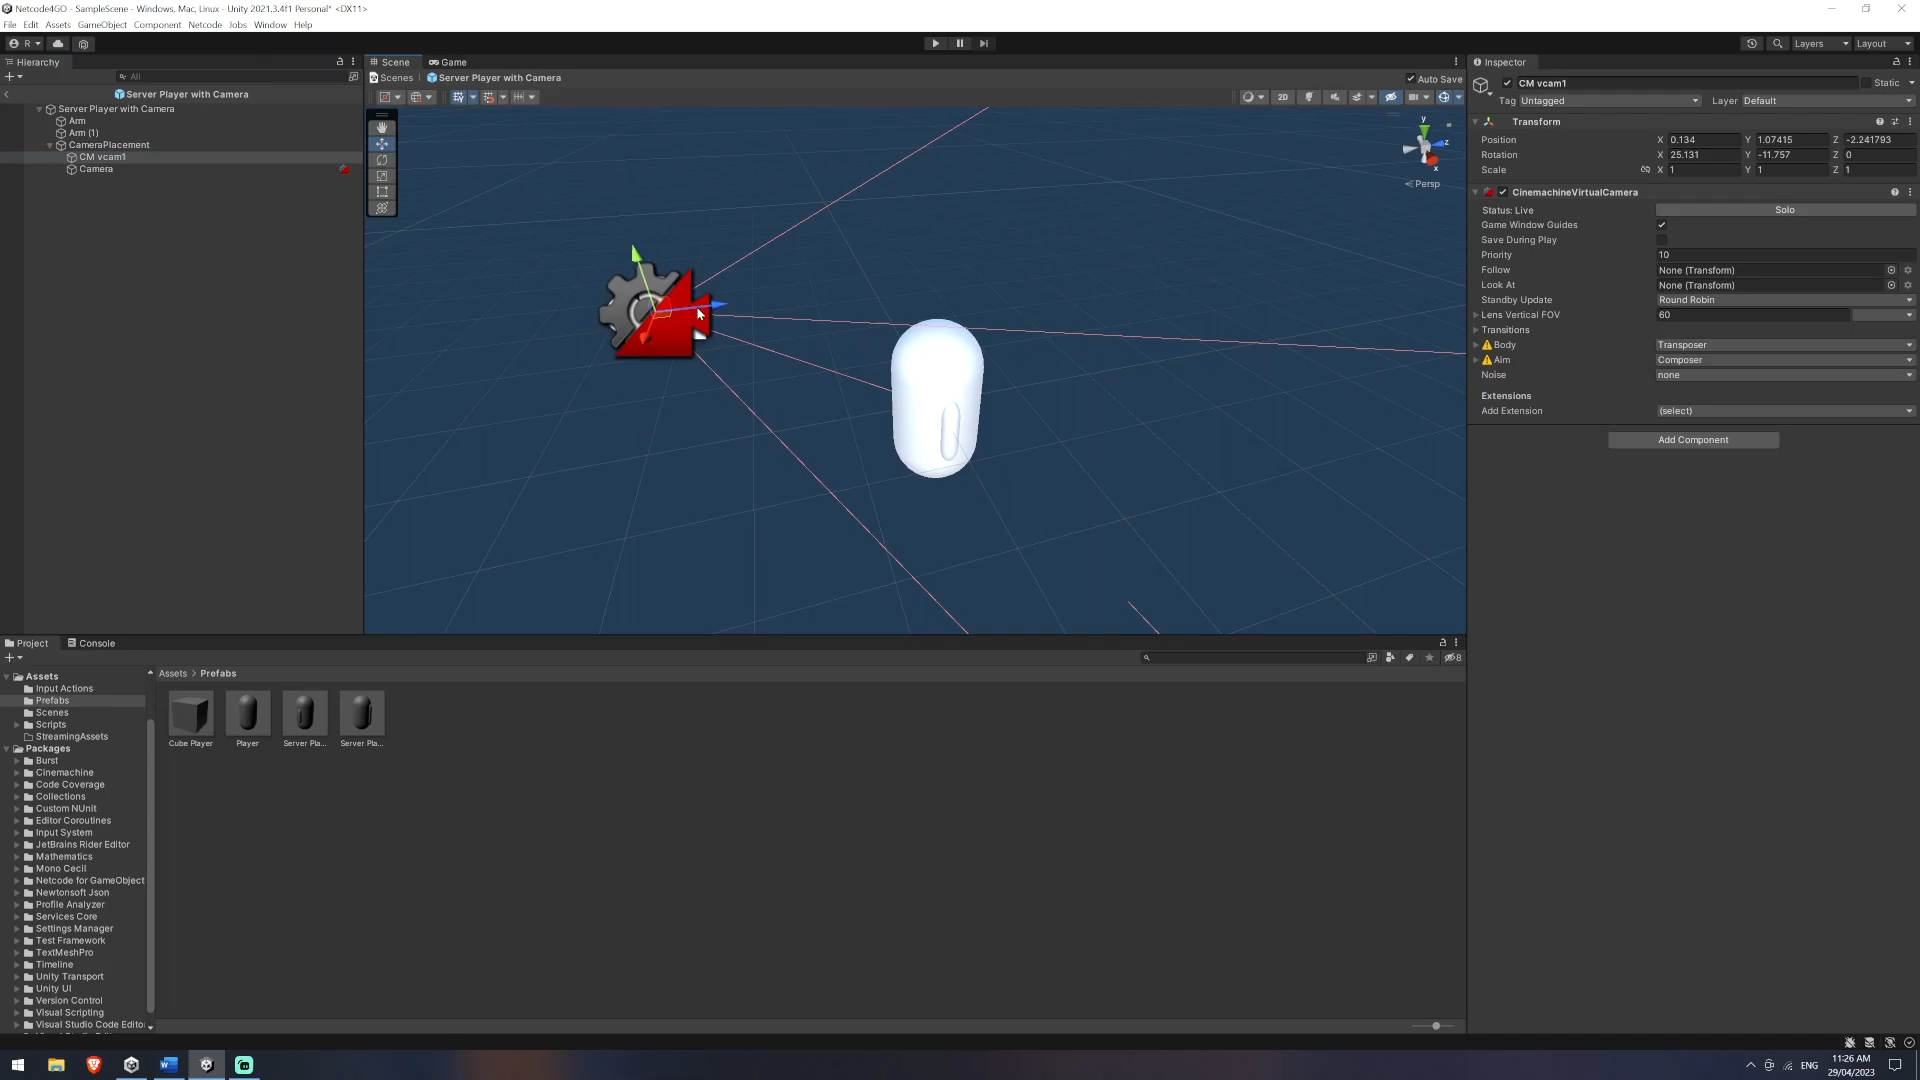 Netcode4GO - SampleScene - Windows, Mac, Linux - Unity 2021.3.4f1 Personal* <DX11>
File Edit Assets GameObject Component Netcode Jobs Window Help
R
Layers
Layout
Hierarchy
All
Server Player with Camera
Server Player with Camera
Arm
Arm (1)
CameraPlacement
CM vcam1
Camera
Scene
Game
Scenes
Server Player with Camera
Auto Save
2D
y
z
x
Persp
Inspector
CM vcam1
Static
Tag Untagged Layer Default
Transform
Position X 0.134 Y 1.07415 Z -2.241793
Rotation X 25.131 Y -11.757 Z 0
Scale X 1 Y 1 Z 1
CinemachineVirtualCamera
Status: Live Solo
Game Window Guides
Save During Play
Priority 10
Follow None (Transform)
Look At None (Transform)
Standby Update Round Robin
Lens Vertical FOV 60
Transitions
Body Transposer
Aim Composer
Noise none
Extensions
Add Extension (select)
Add Component
Project
Console
8
Assets
Input Actions
Prefabs
Scenes
Scripts
StreamingAssets
Packages
Burst
Cinemachine
Code Coverage
Collections
Custom NUnit
Editor Coroutines
Input System
JetBrains Rider Editor
Mathematics
Mono Cecil
Netcode for GameObject
Newtonsoft Json
Profile Analyzer
Services Core
Settings Manager
Test Framework
TextMeshPro
Timeline
Unity Transport
Unity UI
Version Control
Visual Scripting
Visual Studio Code Editor
Assets > Prefabs
Cube Player
Player
Server Pla...
Server Pla...
ENG
11:26 AM
29/04/2023